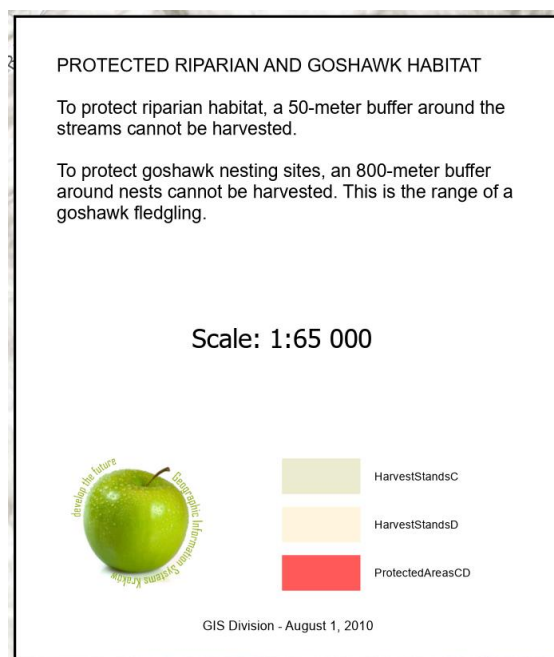 PROTECTED RIPARIAN AND GOSHAWK HABITAT
To protect riparian habitat, a 50-meter buffer around the
streams cannot be harvested.
To protect goshawk nesting sites, an 800-meter buffer
around nests cannot be harvested. This is the range of a
goshawk fledgling.
Scale: 1:65 000
develop the future
Geographic Information Systems Kraków
HarvestStandsC
HarvestStandsD
ProtectedAreasCD
GIS Division - August 1, 2010